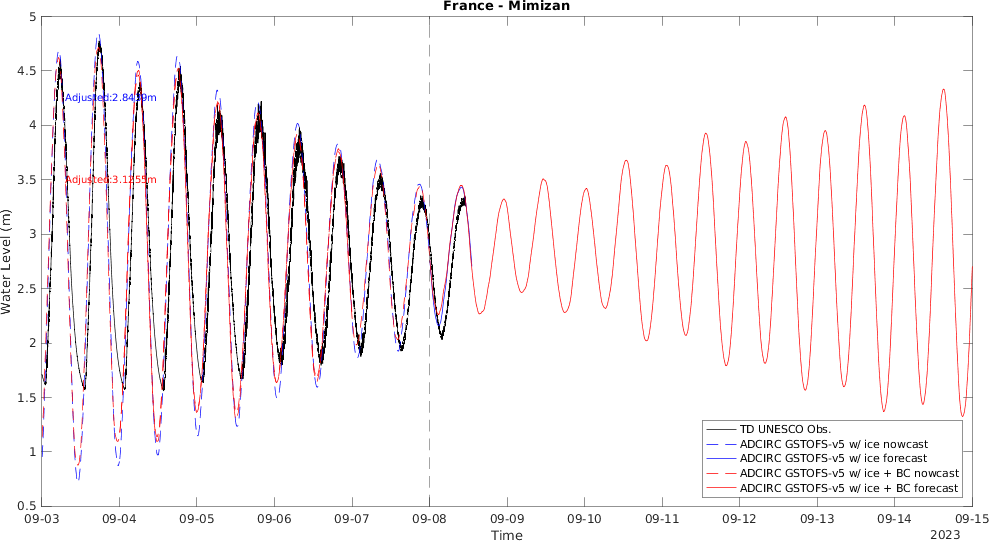 France - Mimizan
5
4.5
4
3.5
3
2.5
2
1.5
1
0.5
Water Level (m)
Adjusted:2.8439m
Adjusted:3.1255m
TD UNESCO Obs.
ADCIRC GSTOFS-v5 w/ ice nowcast
ADCIRC GSTOFS-v5 w/ ice forecast
ADCIRC GSTOFS-v5 w/ ice + BC nowcast
ADCIRC GSTOFS-v5 w/ ice + BC forecast
09-03 09-04 09-05 09-06 09-07 09-08 09-09 09-10 09-11 09-12 09-13 09-14 09-15
Time
2023